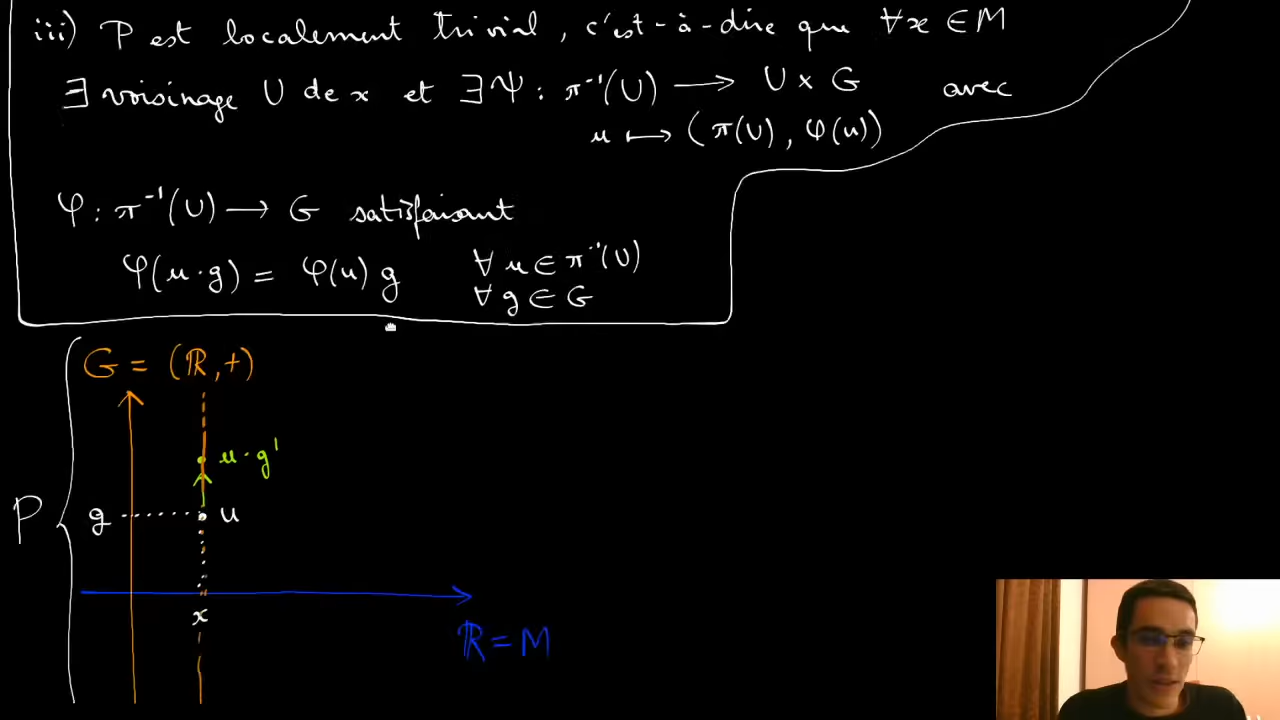 iii) P est localement trivial, c'est-à-dire que ∀x ∈ M
∃ voisinage U de x et ∃Ψ : π⁻¹(U) ⟶ U × G avec
u ⟼ (π(U), φ(u))
φ : π⁻¹(U) ⟶ G satisfaisant
φ(u·g) = φ(u) g ∀ u ∈ π⁻¹(U)
∀ g ∈ G
G = (ℝ, +)
u·g'
P
g
u
x
ℝ = M